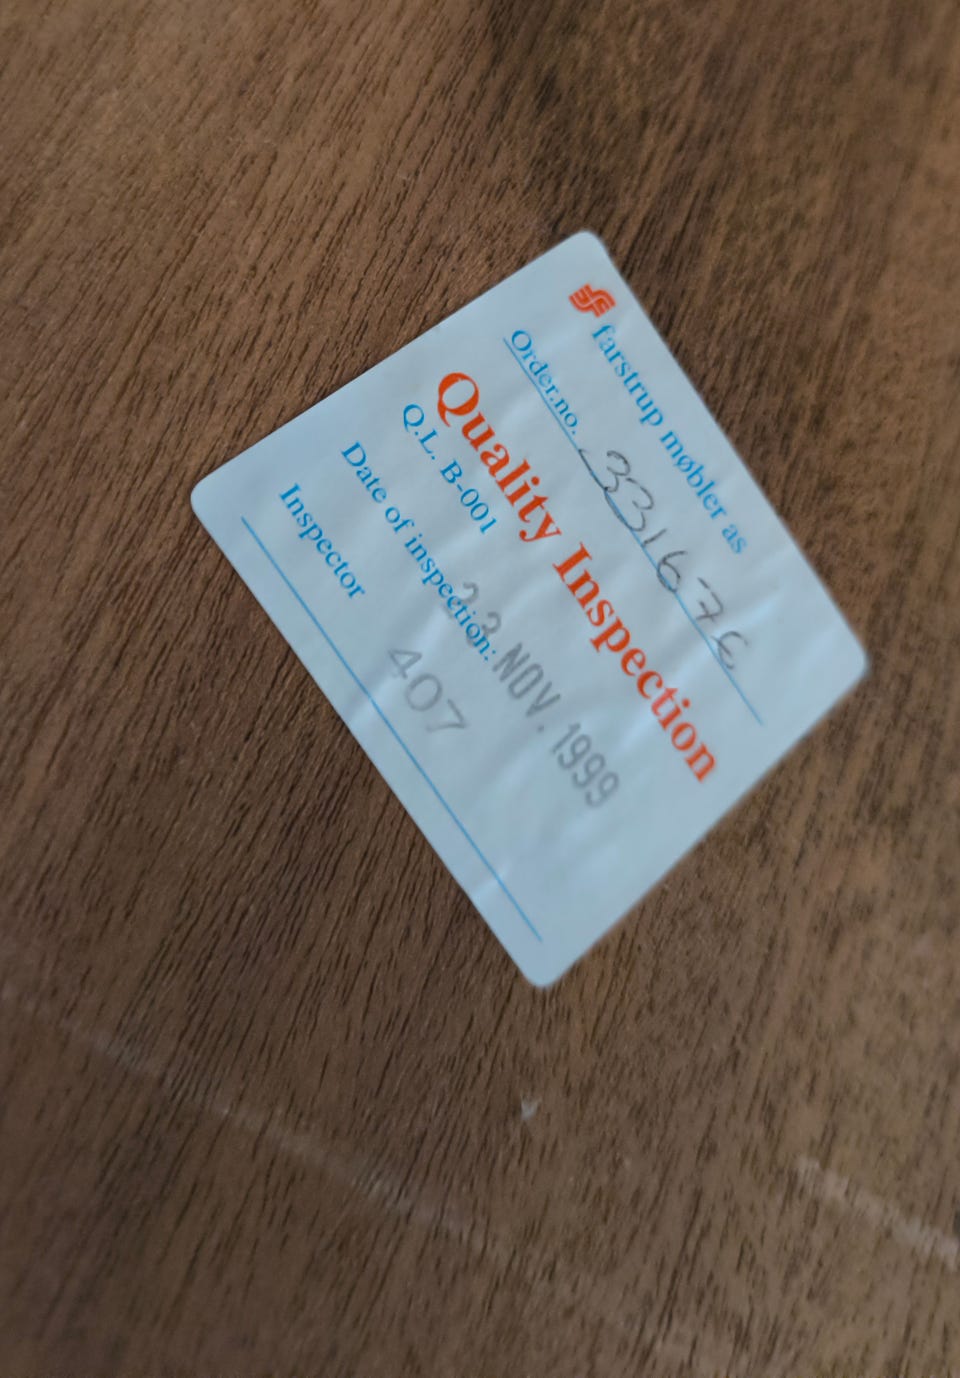 farstrup møbler as
Order.no. 331676
Quality Inspection
Q.L. B-001
Date of inspection: 23 NOV. 1999
Inspector 407